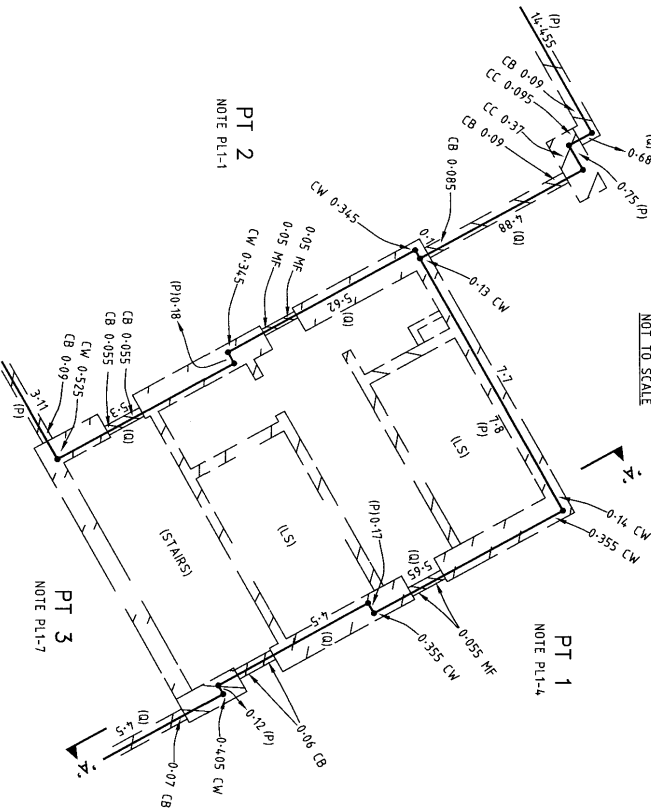 (P)
14·455
CB 0·09
CC 0·095
CC 0·37
CB 0·09
0·68
0·75 (P)
4·88 (Q)
CB 0·085
CW 0·345
0·13 CW
NOT TO SCALE
PT 2
NOTE PL1-1
0·05 MF
0·05 MF
CW 0·345
(P)0·18
5·62
(Q)
7·7
7·8
(P)
(LS)
'A'
0·14 CW
0·355 CW
PT 1
NOTE PL1-4
(P)0·17
5·65
(Q)
0·055 MF
0·355 CW
CB 0·055
CB 0·055
5·3
(Q)
CW 0·525
CB 0·09
3·11
(P)
(STAIRS)
(LS)
4·5
(Q)
PT 3
NOTE PL1-7
0·06 CB
0·12 (P)
0·405 CW
0·07 CB
4·5
(Q)
'A'